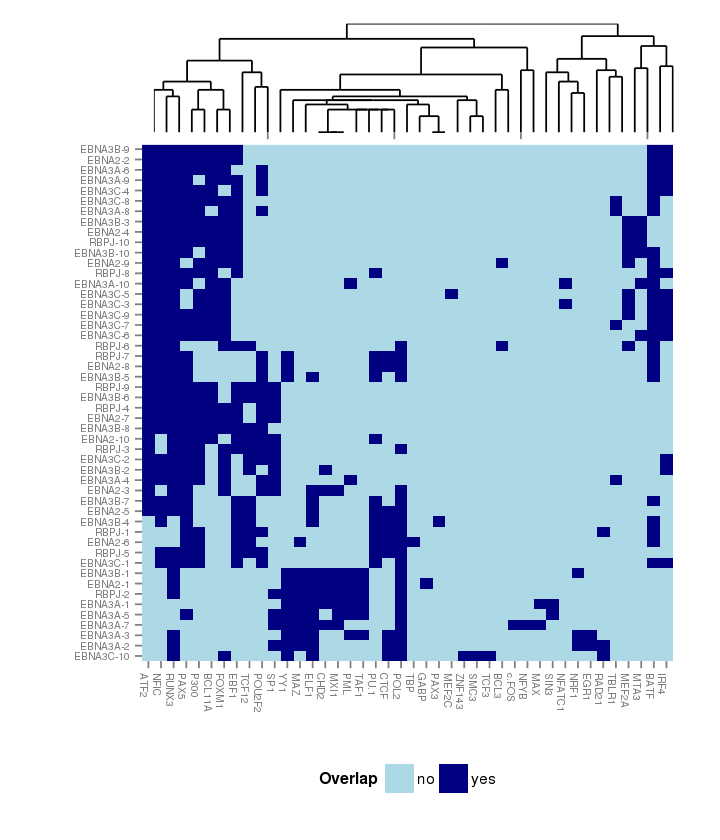 EBNA3B-9
EBNA2-2
EBNA3A-6
EBNA3A-9
EBNA3C-4
EBNA3C-8
EBNA3A-8
EBNA3B-3
EBNA2-4
RBPJ-10
EBNA3B-10
EBNA2-9
RBPJ-8
EBNA3A-10
EBNA3C-5
EBNA3C-3
EBNA3C-9
EBNA3C-7
EBNA3C-6
RBPJ-6
RBPJ-7
EBNA2-8
EBNA3B-5
RBPJ-9
EBNA3B-6
RBPJ-4
EBNA2-7
EBNA3B-8
EBNA2-10
RBPJ-3
EBNA3C-2
EBNA3B-2
EBNA3A-4
EBNA2-3
EBNA3B-7
EBNA2-5
EBNA3B-4
RBPJ-1
EBNA2-6
RBPJ-5
EBNA3C-1
EBNA3B-1
EBNA2-1
RBPJ-2
EBNA3A-1
EBNA3A-5
EBNA3A-7
EBNA3A-3
EBNA3A-2
EBNA3C-10
ATF2
NFIC
RUNX3
PAX5
P300
BCL11A
FOXM1
EBF1
TCF12
POU2F2
SP1
YY1
MAZ
ELF1
CHD2
MXI1
PML
TAF1
PU.1
CTCF
POL2
TBP
GABP
PAX3
MEF2C
ZNF143
SMC3
TCF3
BCL3
c.FOS
NFYB
MAX
SIN3
NFATC1
NRF1
EGR1
RAD21
TBLR1
MEF2A
MTA3
BATF
IRF4
Overlap no yes